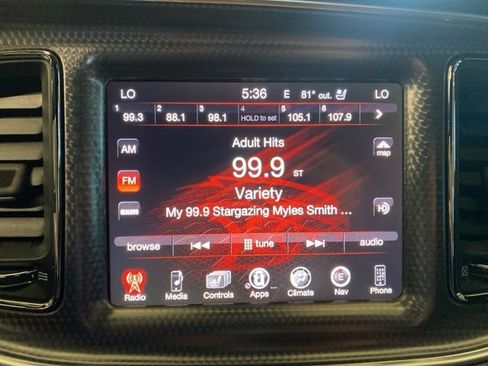 LO 5:36 E 81° out. LO
1 99.3 2 88.1 3 98.1 4 HOLD to set 5 105.1 6 107.9
AM Adult Hits map
FM 99.9 ST
Variety
sxm My 99.9 Stargazing Myles Smith ... HD
browse tune audio
Radio Media Controls Apps Climate E Nav Phone